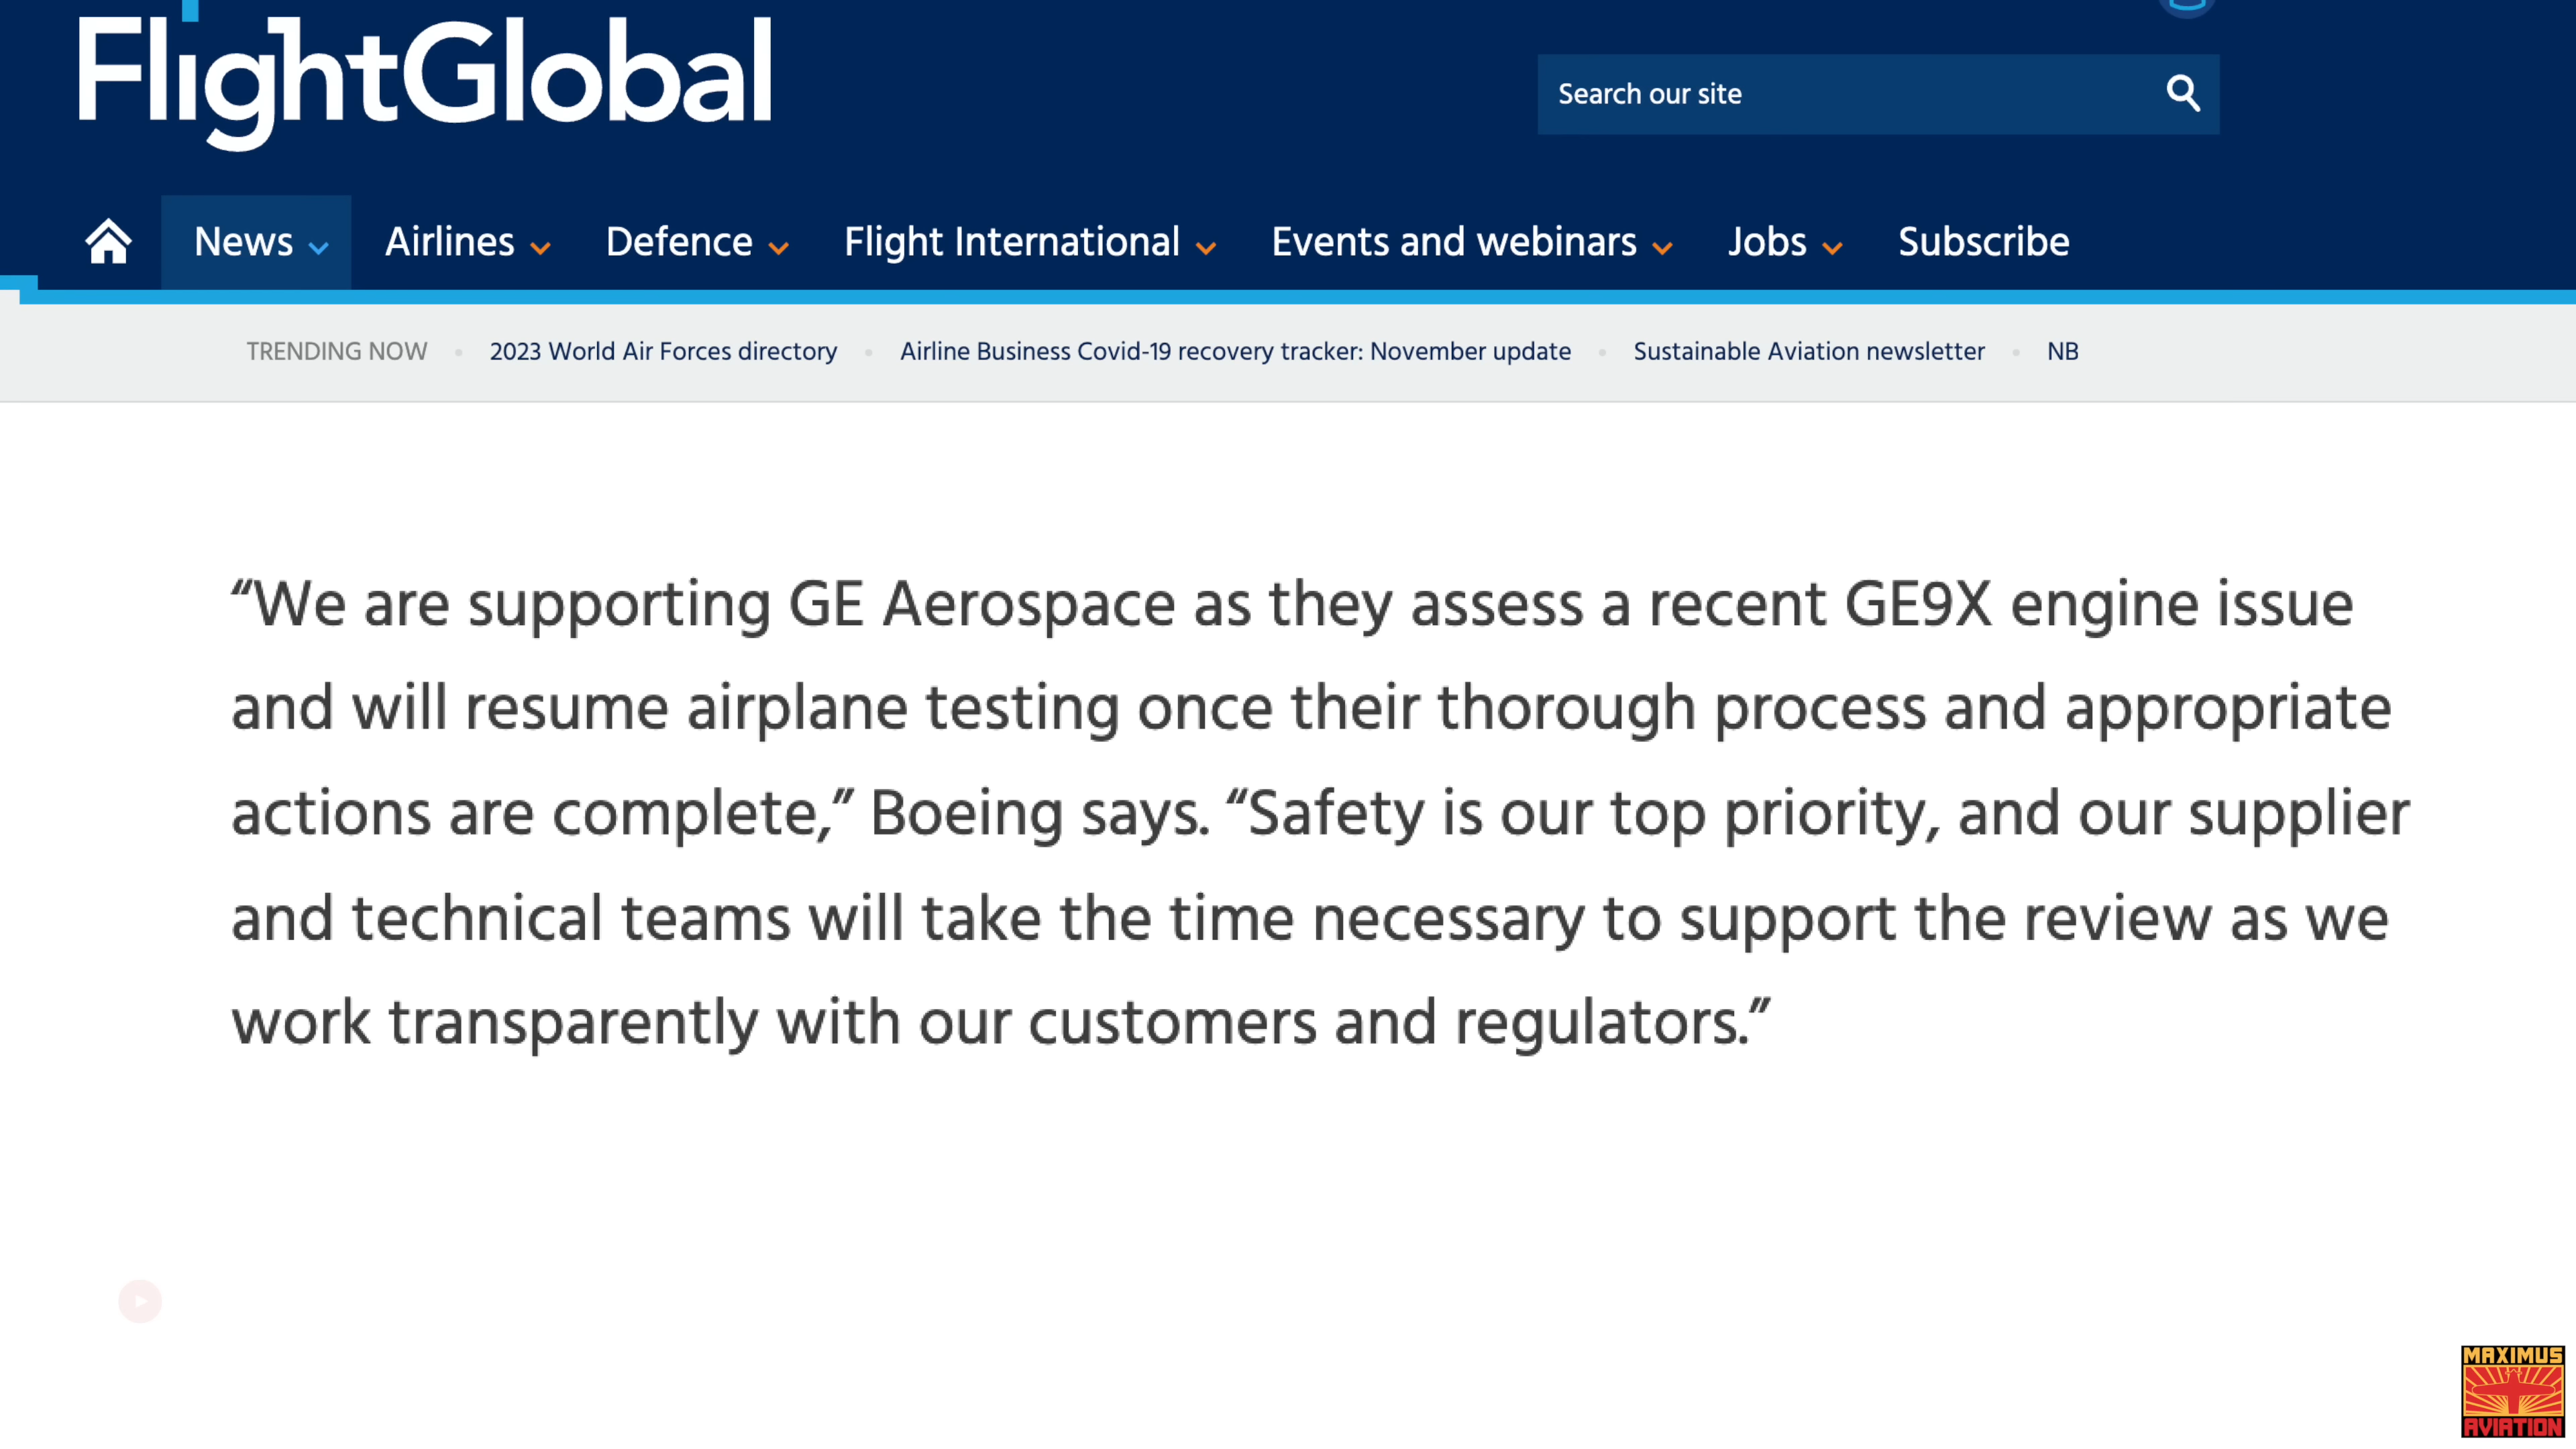 FlightGlobal
Search our site
News Airlines Defence Flight International Events and webinars Jobs Subscribe
TRENDING NOW • 2023 World Air Forces directory • Airline Business Covid-19 recovery tracker: November update • Sustainable Aviation newsletter • NB
“We are supporting GE Aerospace as they assess a recent GE9X engine issue
and will resume airplane testing once their thorough process and appropriate
actions are complete,” Boeing says. “Safety is our top priority, and our supplier
and technical teams will take the time necessary to support the review as we
work transparently with our customers and regulators.”
MAXIMUS
AVIATION